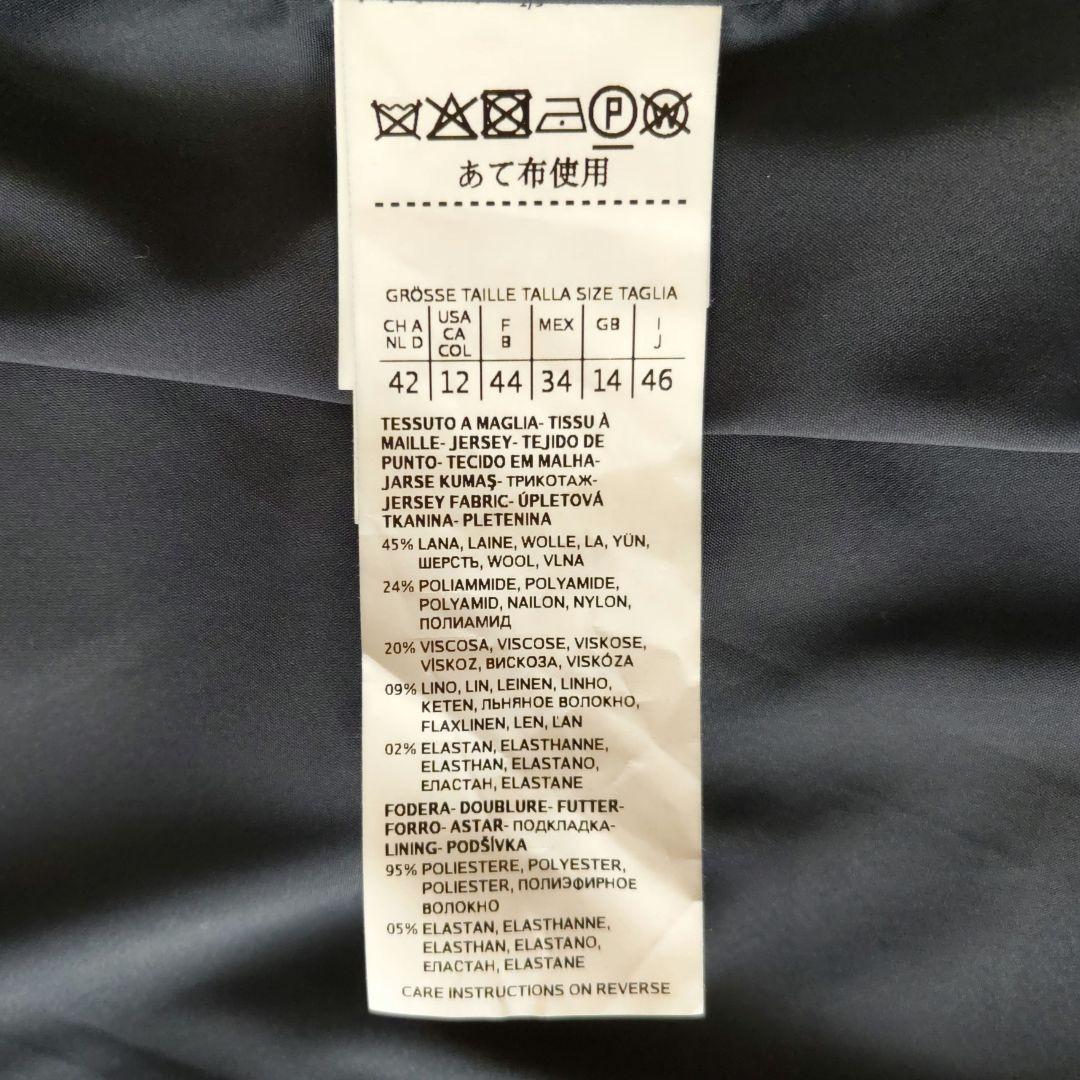 P W
あて布使用
GRÖSSE TAILLE TALLA SIZE TAGLIA
CH A NL D USA CA COL F B MEX GB I J
42 12 44 34 14 46
TESSUTO A MAGLIA- TISSU À
MAILLE- JERSEY- TEJIDO DE
PUNTO- TECIDO EM MALHA-
JARSE KUMAŞ- ТРИКОТАЖ-
JERSEY FABRIC- ÚPLETOVÁ
TKANINA- PLETENINA
45% LANA, LAINE, WOLLE, LA, YÜN,
ШЕРСТЬ, WOOL, VLNA
24% POLIAMMIDE, POLYAMIDE,
POLYAMID, NAILON, NYLON,
ПОЛИАМИД
20% VISCOSA, VISCOSE, VISKOSE,
VİSKOZ, ВИСКОЗА, VISKÓZA
09% LINO, LIN, LEINEN, LINHO,
KETEN, ЛЬНЯНОЕ ВОЛОКНО,
FLAXLINEN, LEN, ĽAN
02% ELASTAN, ELASTHANNE,
ELASTHAN, ELASTANO,
ЕЛАСТАН, ELASTANE
FODERA- DOUBLURE- FUTTER-
FORRO- ASTAR- ПОДКЛАДКА-
LINING- PODŠÍVKA
95% POLIESTERE, POLYESTER,
POLIESTER, ПОЛИЭФИРНОЕ
ВОЛОКНО
05% ELASTAN, ELASTHANNE,
ELASTHAN, ELASTANO,
ЕЛАСТАН, ELASTANE
CARE INSTRUCTIONS ON REVERSE